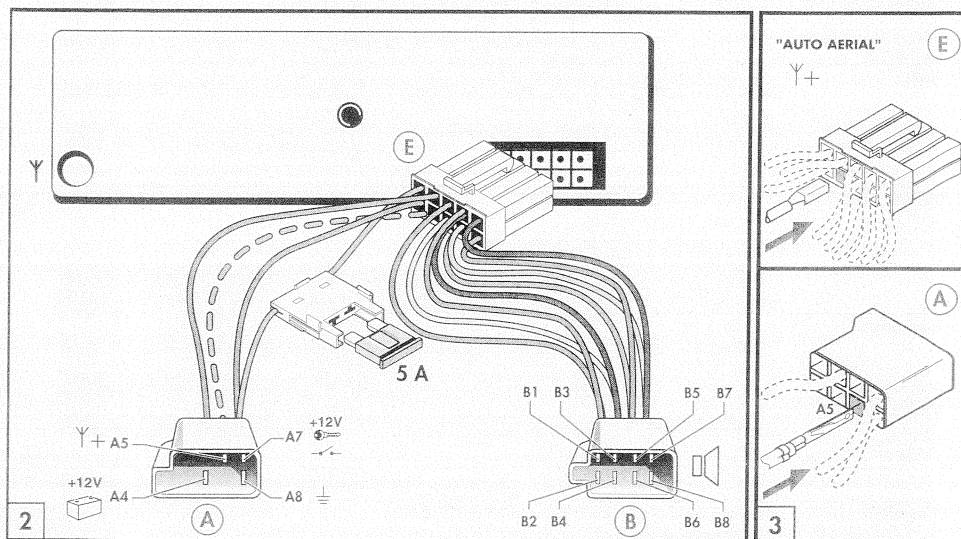 E
5 A
B1 B3 B5 B7
+12V
A5 A7
+12V
A4 A8
B2 B4 B6 B8
A
B
2
"AUTO AERIAL"
E
+
A
A5
3